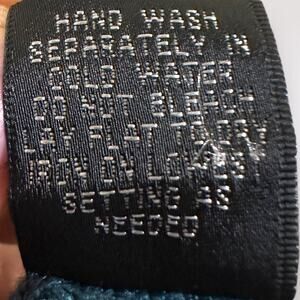 HAND WASH
SEPARATELY IN
COLD WATER
DO NOT BLEACH
LAY FLAT TO DRY
IRON ON LOWEST
SETTING AS
NEEDED